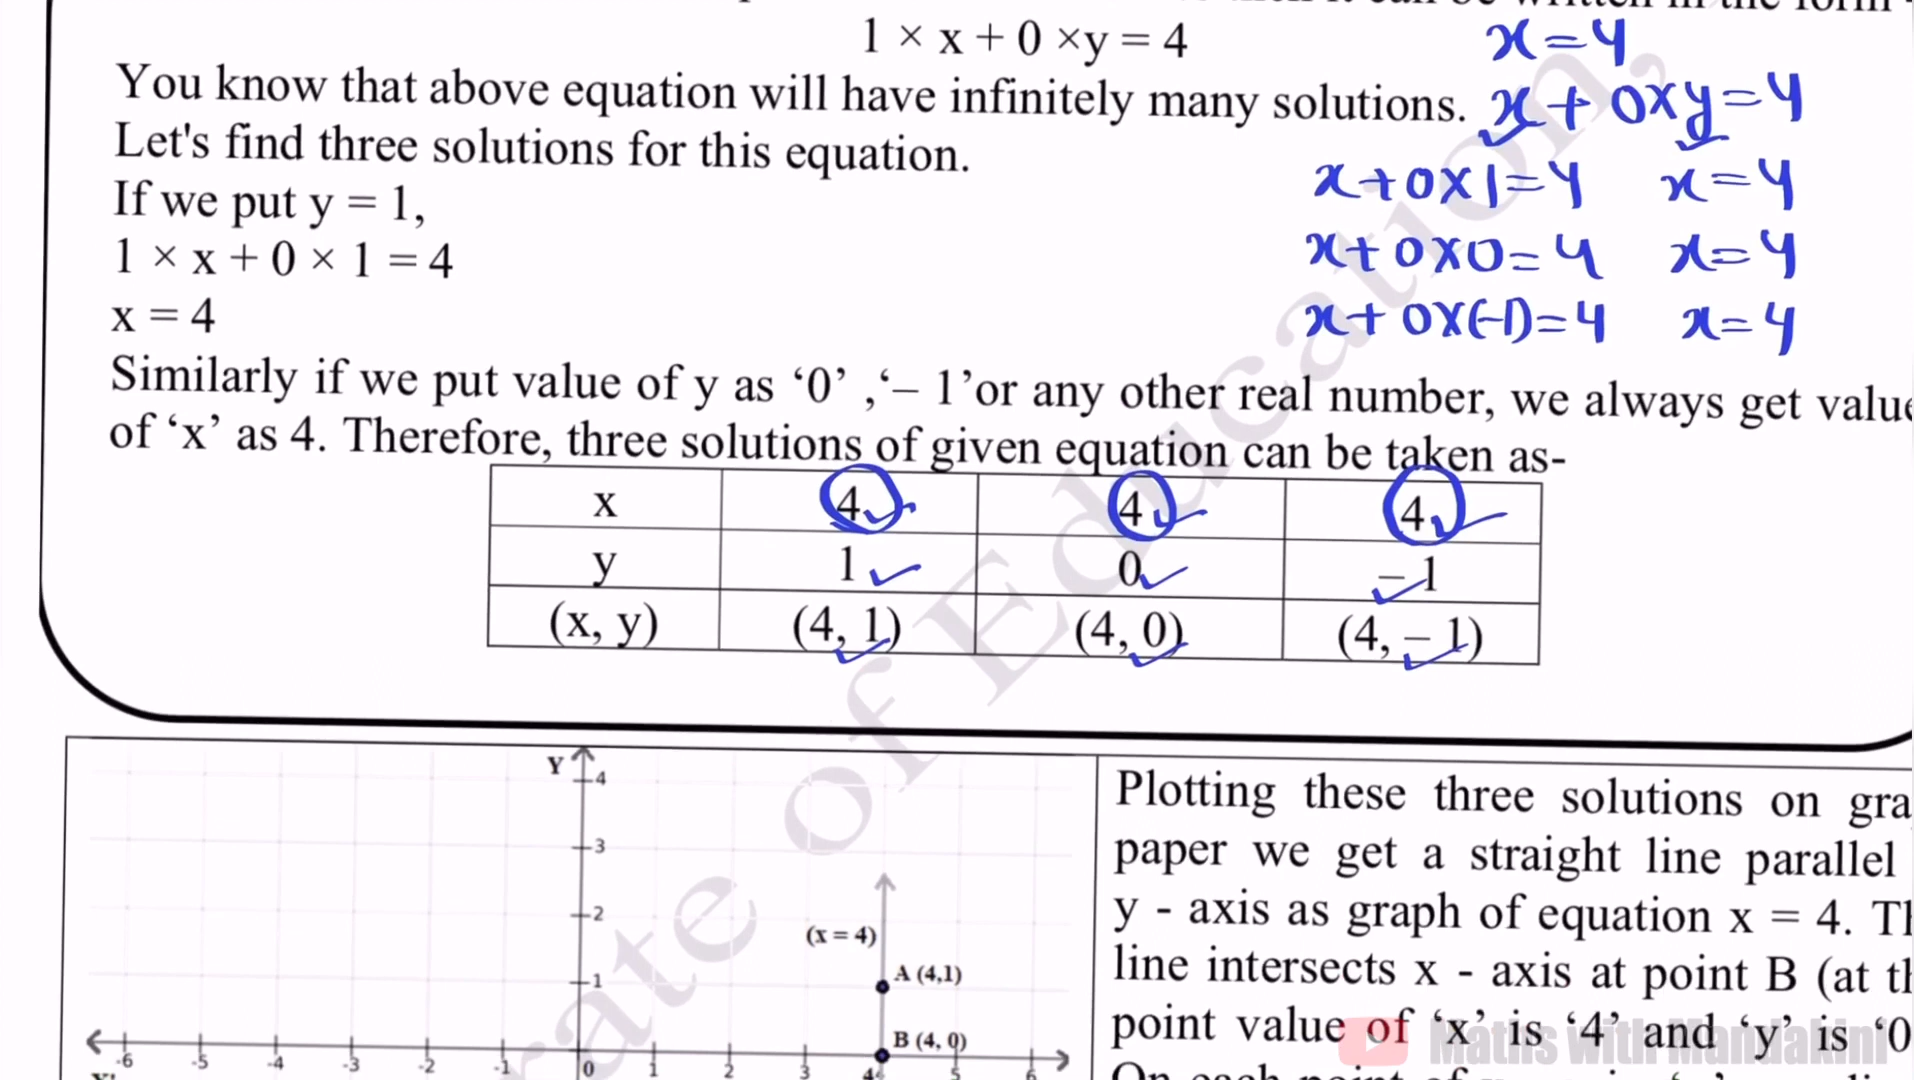 1 × x + 0 ×y = 4
x=4
You know that above equation will have infinitely many solutions.
x+0×y=4
Let's find three solutions for this equation.
x+0×1=4 x=4
If we put y = 1,
1 × x + 0 × 1 = 4
x+0×0=4 x=4
x = 4
x+0×(-1)=4 x=4
Similarly if we put value of y as ‘0’ ,‘– 1’or any other real number, we always get value
of ‘x’ as 4. Therefore, three solutions of given equation can be taken as-
x 4 4 4
y 1 0 – 1
(x, y) (4, 1) (4, 0) (4, – 1)
Y
4
3
2
(x = 4)
1
A (4,1)
B (4, 0)
-6 -5 -4 -3 -2 -1 0 1 2 3 4 5 6
Plotting these three solutions on gra
paper we get a straight line parallel
y - axis as graph of equation x = 4. Th
line intersects x - axis at point B (at th
point value of ‘x’ is ‘4’ and ‘y’ is ‘0
of Education,
Maths with Mandakini